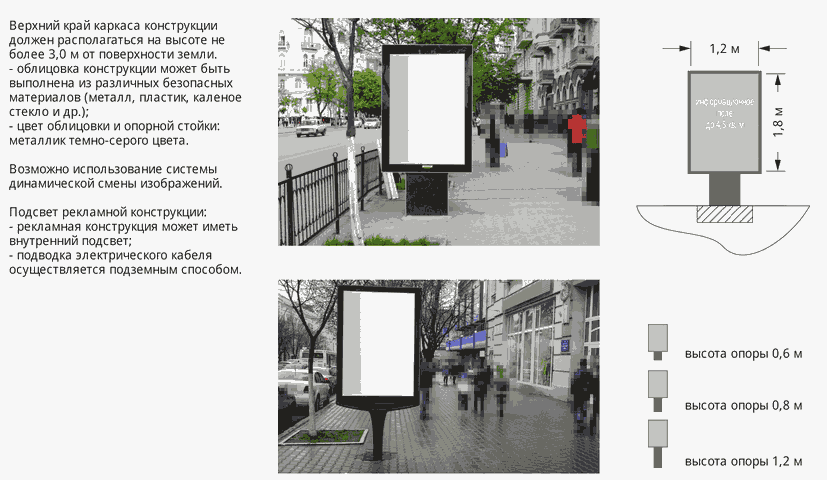 Верхний край каркаса конструкции
должен располагаться на высоте не
более 3,0 м от поверхности земли.
- облицовка конструкции может быть
выполнена из различных безопасных
материалов (металл, пластик, каленое
стекло и др.);
- цвет облицовки и опорной стойки:
металлик темно-серого цвета.
Возможно использование системы
динамической смены изображений.
Подсвет рекламной конструкции:
- рекламная конструкция может иметь
внутренний подсвет;
- подводка электрического кабеля
осуществляется подземным способом.
1,2 м
информационное
поле
1,8 м
высота опоры 0,6 м
высота опоры 0,8 м
высота опоры 1,2 м